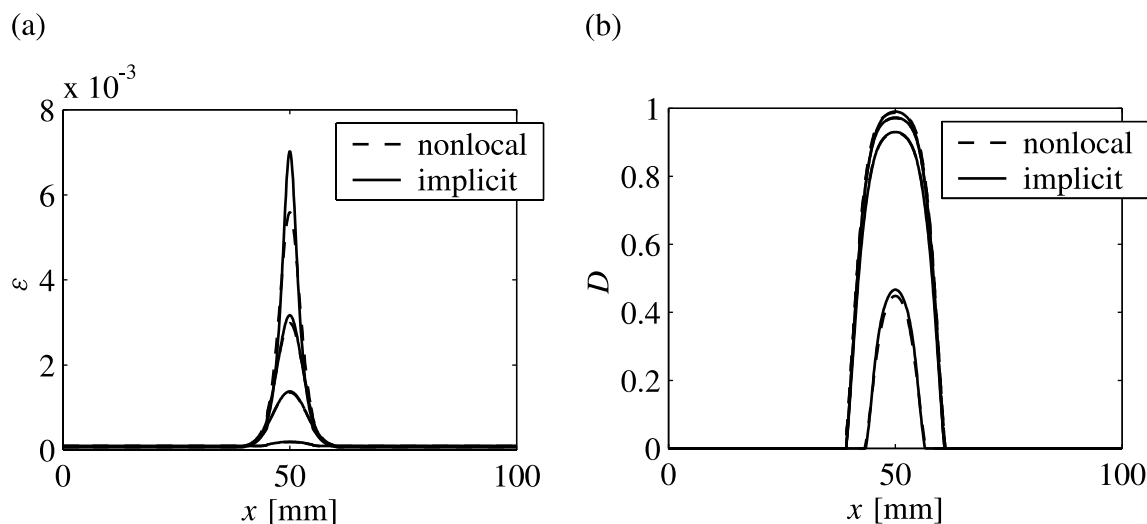 (a)
x 10⁻³
8
6
4
2
0
ε
nonlocal
implicit
0 50 100
x [mm]
(b)
1
0.8
0.6
0.4
0.2
0
D
nonlocal
implicit
0 50 100
x [mm]